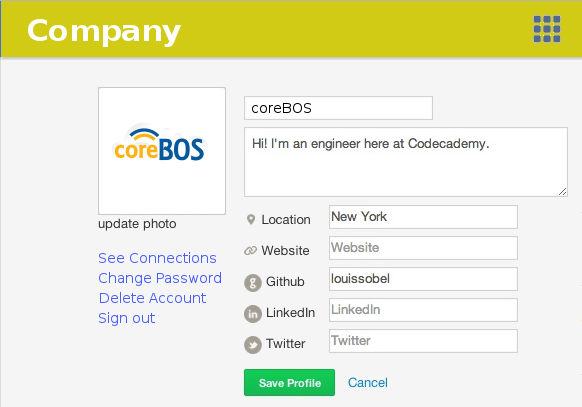 Company
coreBOS
coreBOS
Hi! I'm an engineer here at Codecademy.
update photo
Location New York
Website Website
See Connections
Change Password
Github louissobel
Delete Account
LinkedIn LinkedIn
Sign out
Twitter Twitter
Save Profile Cancel